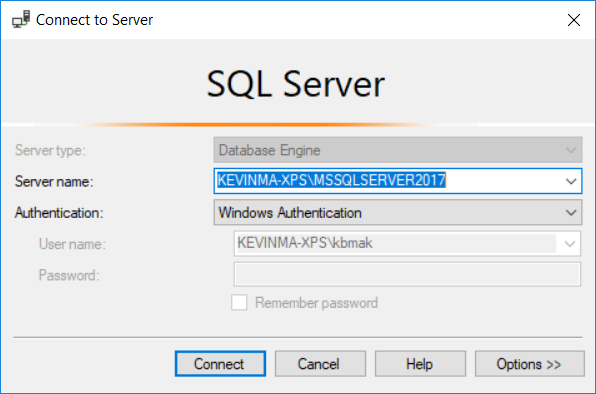 Connect to Server
SQL Server
Server type: Database Engine
Server name: KEVINMA-XPS\MSSQLSERVER2017
Authentication: Windows Authentication
User name: KEVINMA-XPS\kbmak
Password:
Remember password
Connect Cancel Help Options >>